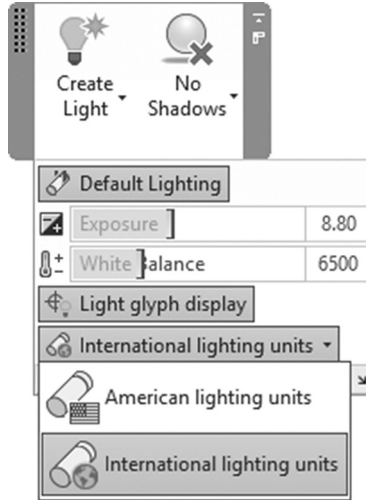 Create Light
No Shadows
Default Lighting
Exposure 8.80
White Balance 6500
Light glyph display
International lighting units
American lighting units
International lighting units